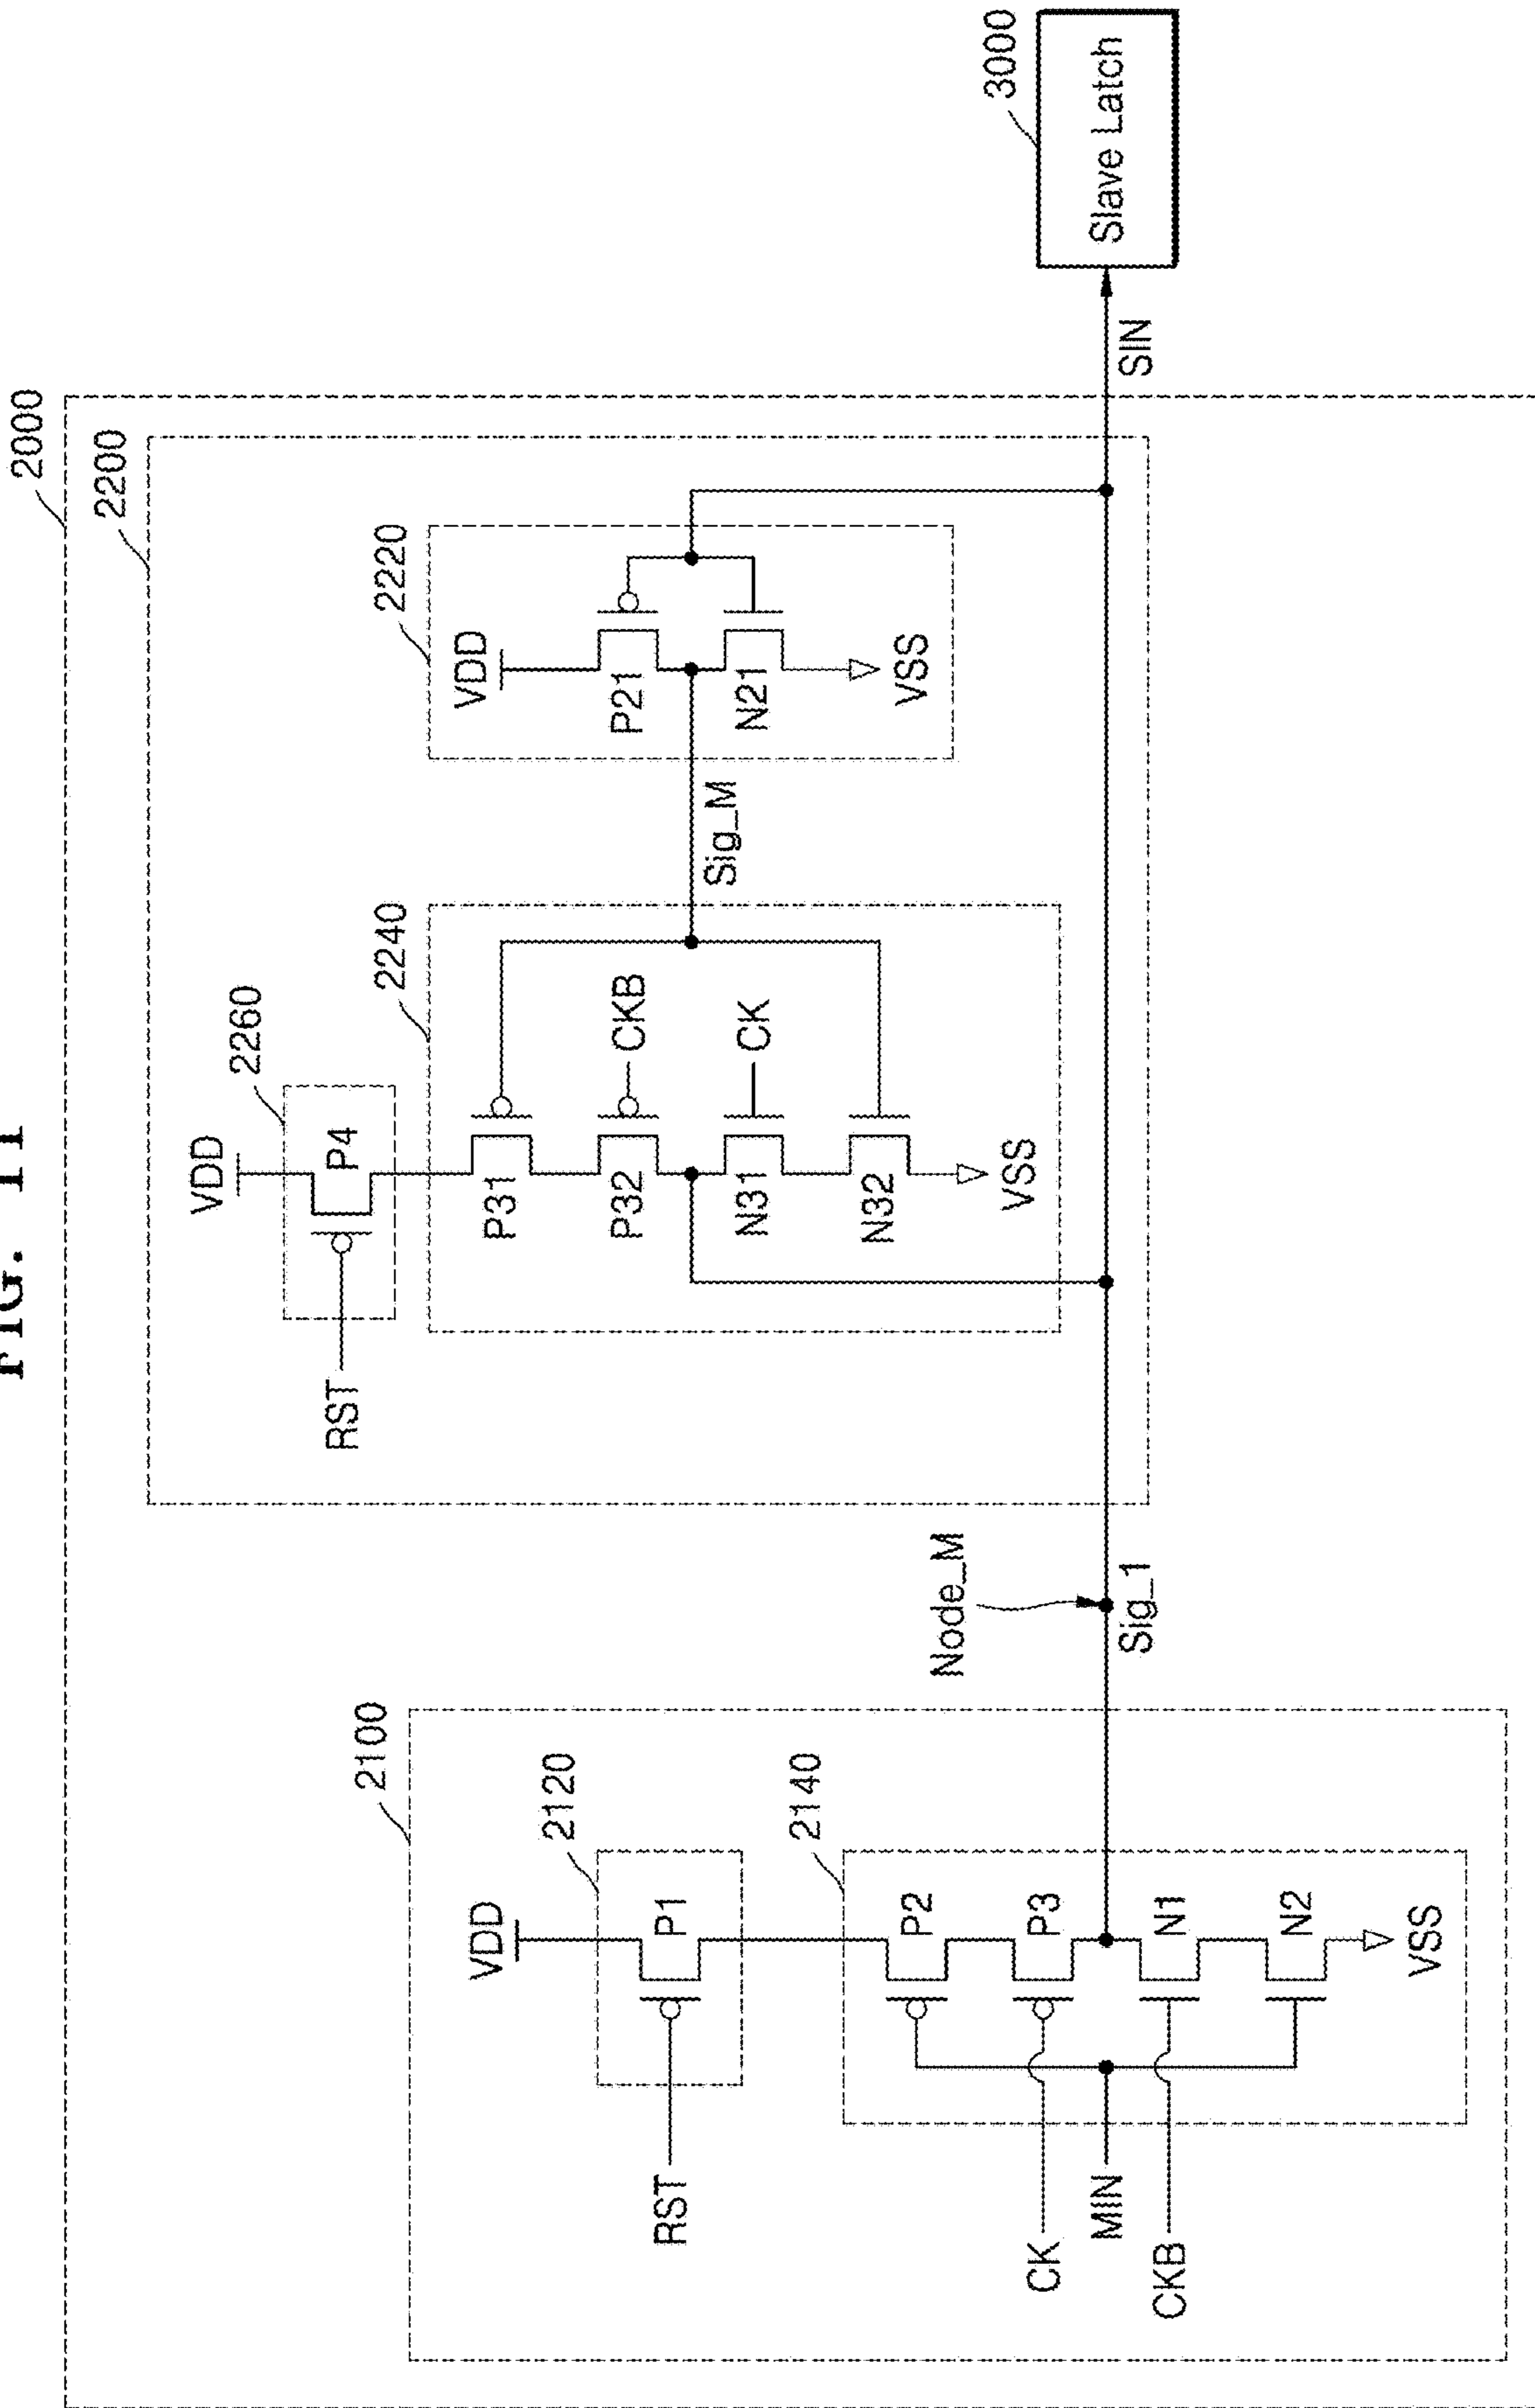 FIG. 11
2000
2200
2260
VDD
P4
RST
2240
P31
P32
CKB
N31
CK
N32
VSS
Sig_M
2220
VDD
P21
N21
VSS
2100
2120
VDD
P1
RST
2140
P2
P3
N1
N2
CK
MIN
CKB
VSS
Node_M
Sig_1
SIN
3000
Slave Latch